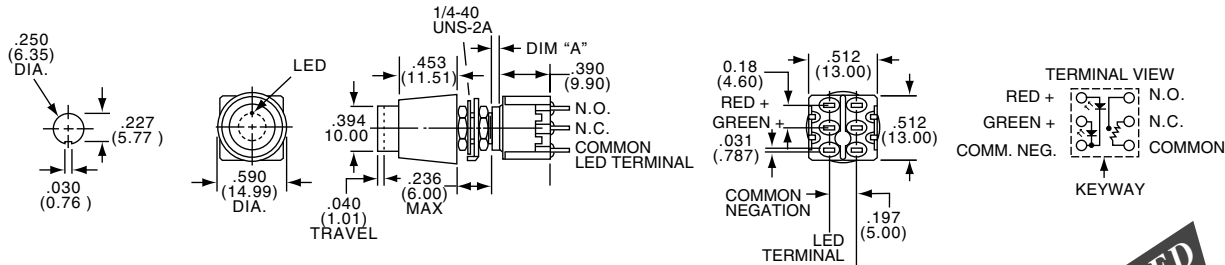 .250
(6.35)
DIA.
.227
(5.77 )
.030
(0.76 )
LED
.590
(14.99)
DIA.
1/4-40
UNS-2A
DIM “A”
.453
(11.51)
.390
(9.90)
.394
10.00
N.O.
N.C.
COMMON
LED TERMINAL
.236
(6.00)
MAX
.040
(1.01)
TRAVEL
.512
(13.00)
0.18
(4.60)
RED +
GREEN +
.031
(.787)
.512
(13.00)
COMMON
NEGATION
.197
(5.00)
LED
TERMINAL
TERMINAL VIEW
RED +
N.O.
GREEN +
N.C.
COMM. NEG.
COMMON
KEYWAY